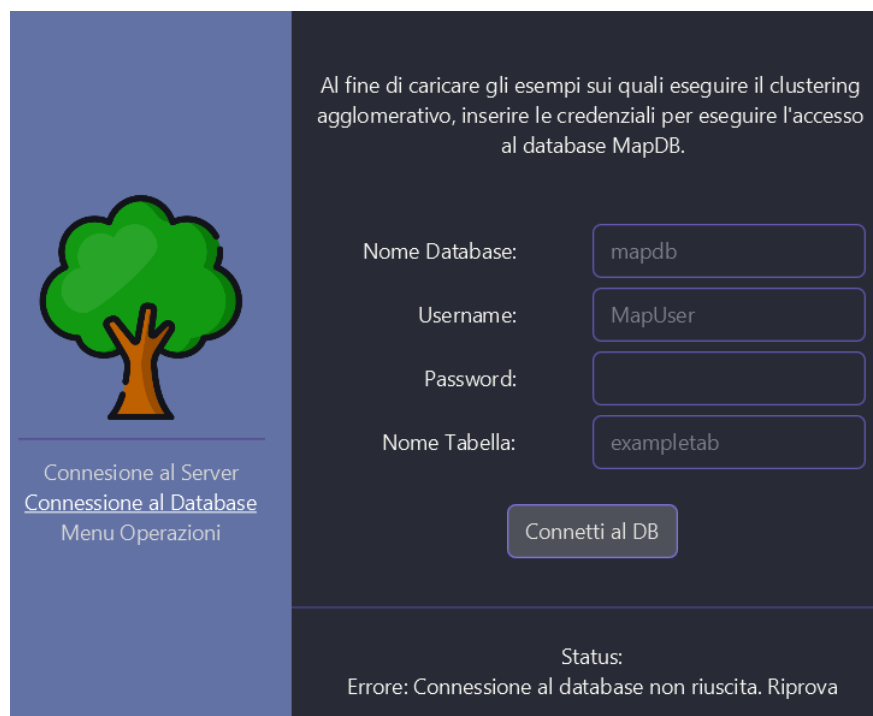 Al fine di caricare gli esempi sui quali eseguire il clustering
agglomerativo, inserire le credenziali per eseguire l'accesso
al database MapDB.
Nome Database:
mapdb
Username:
MapUser
Password:
Nome Tabella:
exampletab
Connetti al DB
Connesione al Server
Connessione al Database
Menu Operazioni
Status:
Errore: Connessione al database non riuscita. Riprova